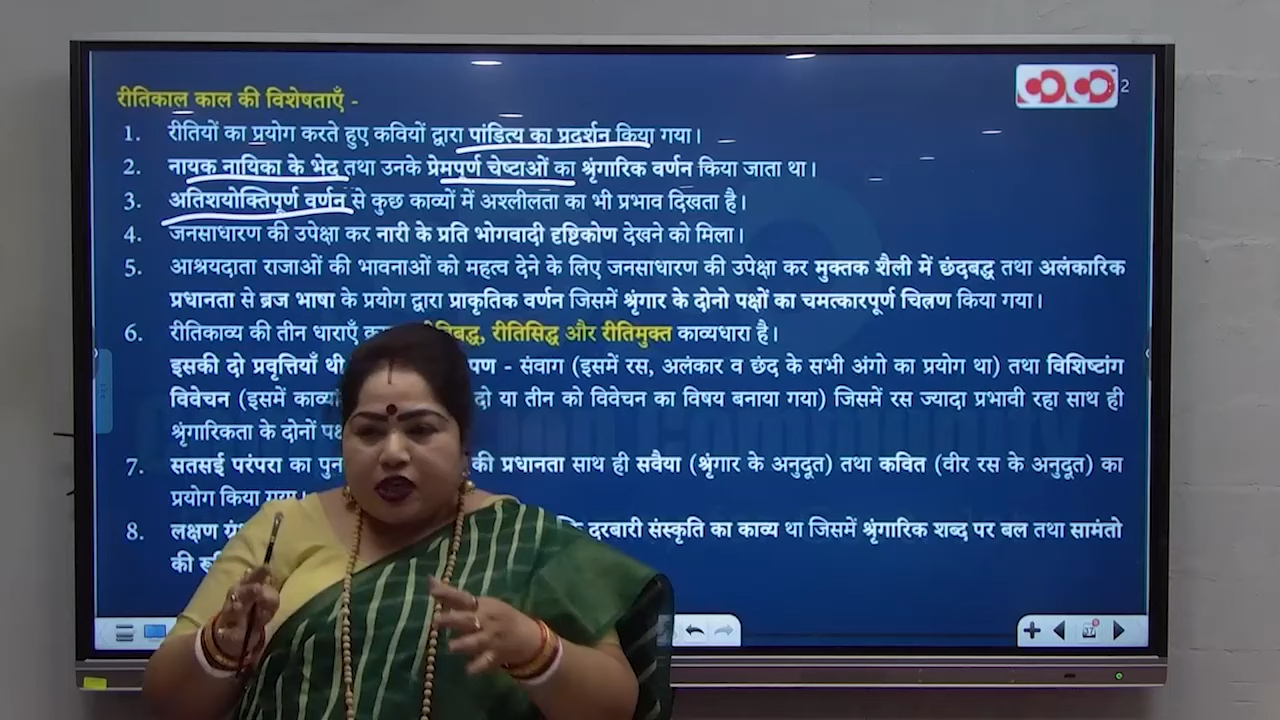 रीतिकाल काल की विशेषताएँ -
2
1. रीतियों का प्रयोग करते हुए कवियों द्वारा पांडित्य का प्रदर्शन किया गया।
2. नायक नायिका के भेद तथा उनके प्रेमपूर्ण चेष्टाओं का श्रृंगारिक वर्णन किया जाता था।
3. अतिशयोक्तिपूर्ण वर्णन से कुछ काव्यों में अश्लीलता का भी प्रभाव दिखता है।
4. जनसाधारण की उपेक्षा कर नारी के प्रति भोगवादी दृष्टिकोण देखने को मिला।
5. आश्रयदाता राजाओं की भावनाओं को महत्व देने के लिए जनसाधारण की उपेक्षा कर मुक्तक शैली में छंदबद्ध तथा अलंकारिक
प्रधानता से ब्रज भाषा के प्रयोग द्वारा प्राकृतिक वर्णन जिसमें श्रृंगार के दोनो पक्षों का चमत्कारपूर्ण चित्रण किया गया।
6. रीतिकाव्य की तीन धाराएँ रीतिसिद्ध और रीतिमुक्त काव्यधारा है।
इसकी दो प्रवृत्तियाँ थी - संवाग (इसमें रस, अलंकार व छंद के सभी अंगो का प्रयोग था) तथा विशिष्टांग
विवेचन (इसमें दो या तीन को विवेचन का विषय बनाया गया) जिसमें रस ज्यादा प्रभावी रहा साथ ही
श्रृंगारिकता के दोनों
7. सतसई परंपरा का की प्रधानता साथ ही सवैया (श्रृंगार के अनुदूत) तथा कवित (वीर रस के अनुदूत) का
प्रयोग किया गया।
8. लक्षण दरबारी संस्कृति का काव्य था जिसमें श्रृंगारिक शब्द पर बल तथा सामंतो
की